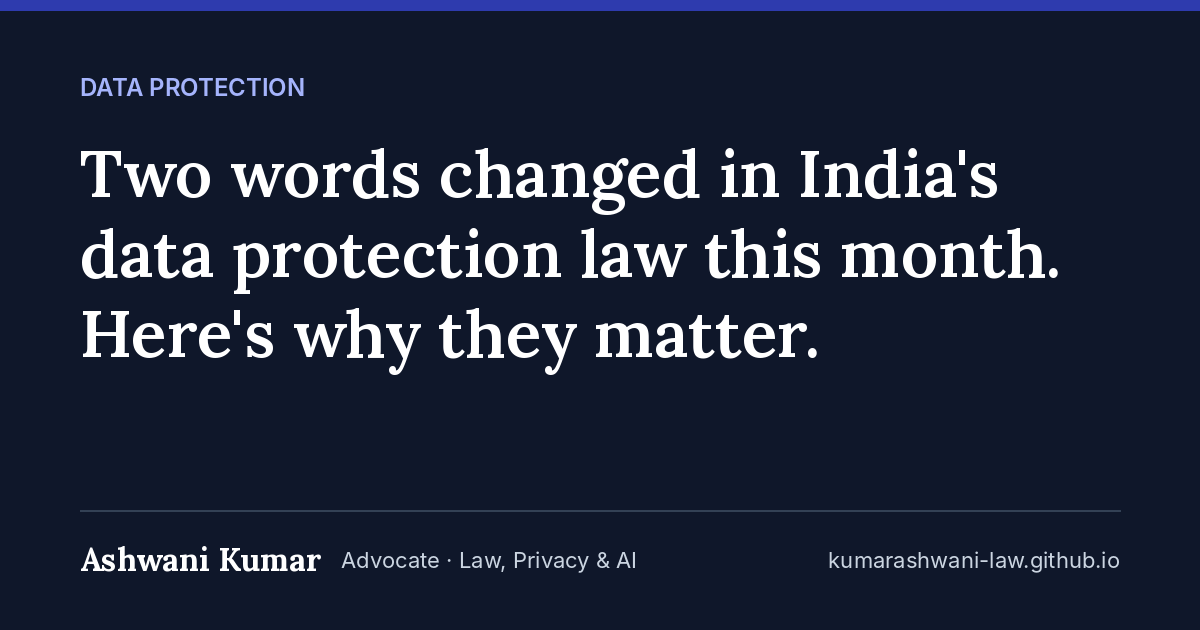 DATA PROTECTION
Two words changed in India's
data protection law this month.
Here's why they matter.
Ashwani Kumar Advocate · Law, Privacy & AI kumarashwani-law.github.io